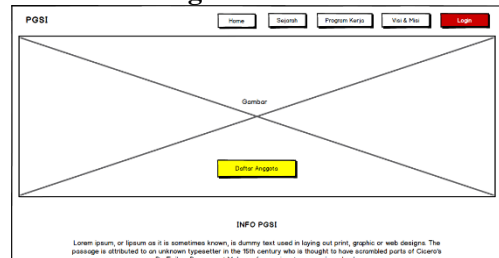 PGSI
Home
Sejarah
Program Kerja
Visi & Misi
Login
Gambar
Daftar Anggota
INFO PGSI
Lorem ipsum, or lipsum as it is sometimes known, is dummy text used in laying out print, graphic or web designs. The
passage is attributed to an unknown typesetter in the 15th century who is thought to have scrambled parts of Cicero's